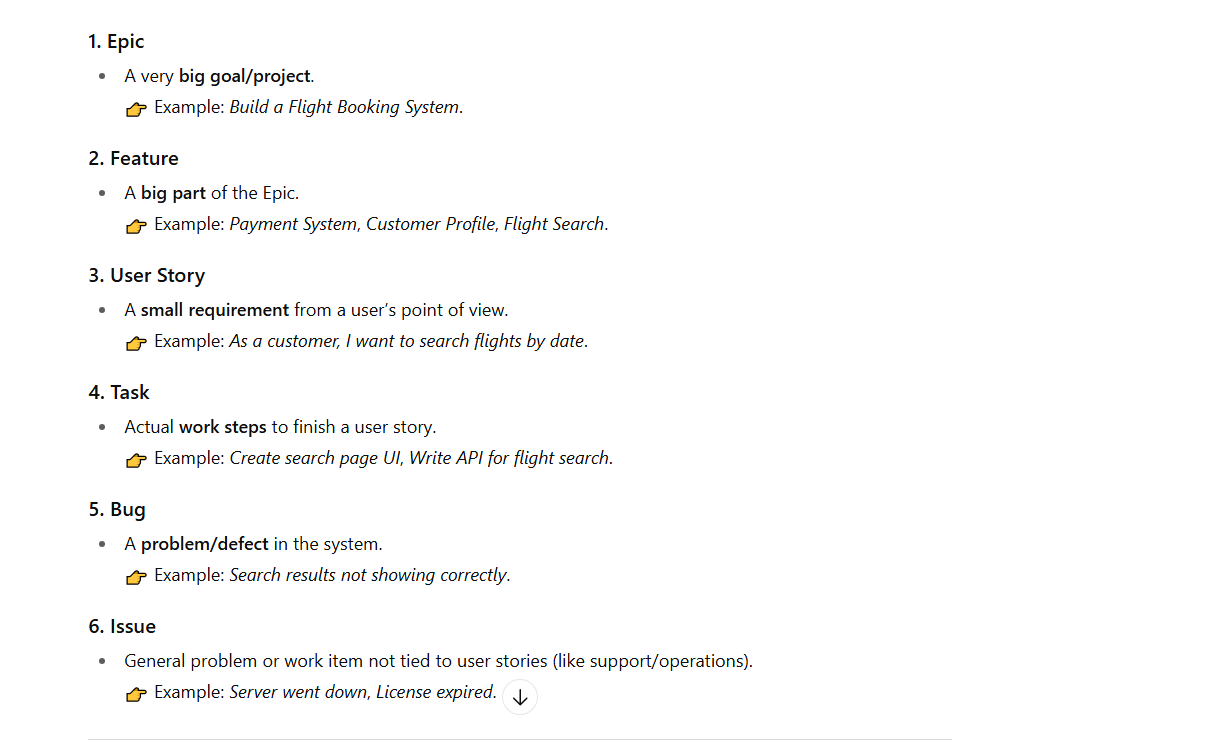 1. Epic
• A very big goal/project.
👉 Example: Build a Flight Booking System.
2. Feature
• A big part of the Epic.
👉 Example: Payment System, Customer Profile, Flight Search.
3. User Story
• A small requirement from a user’s point of view.
👉 Example: As a customer, I want to search flights by date.
4. Task
• Actual work steps to finish a user story.
👉 Example: Create search page UI, Write API for flight search.
5. Bug
• A problem/defect in the system.
👉 Example: Search results not showing correctly.
6. Issue
• General problem or work item not tied to user stories (like support/operations).
👉 Example: Server went down, License expired.